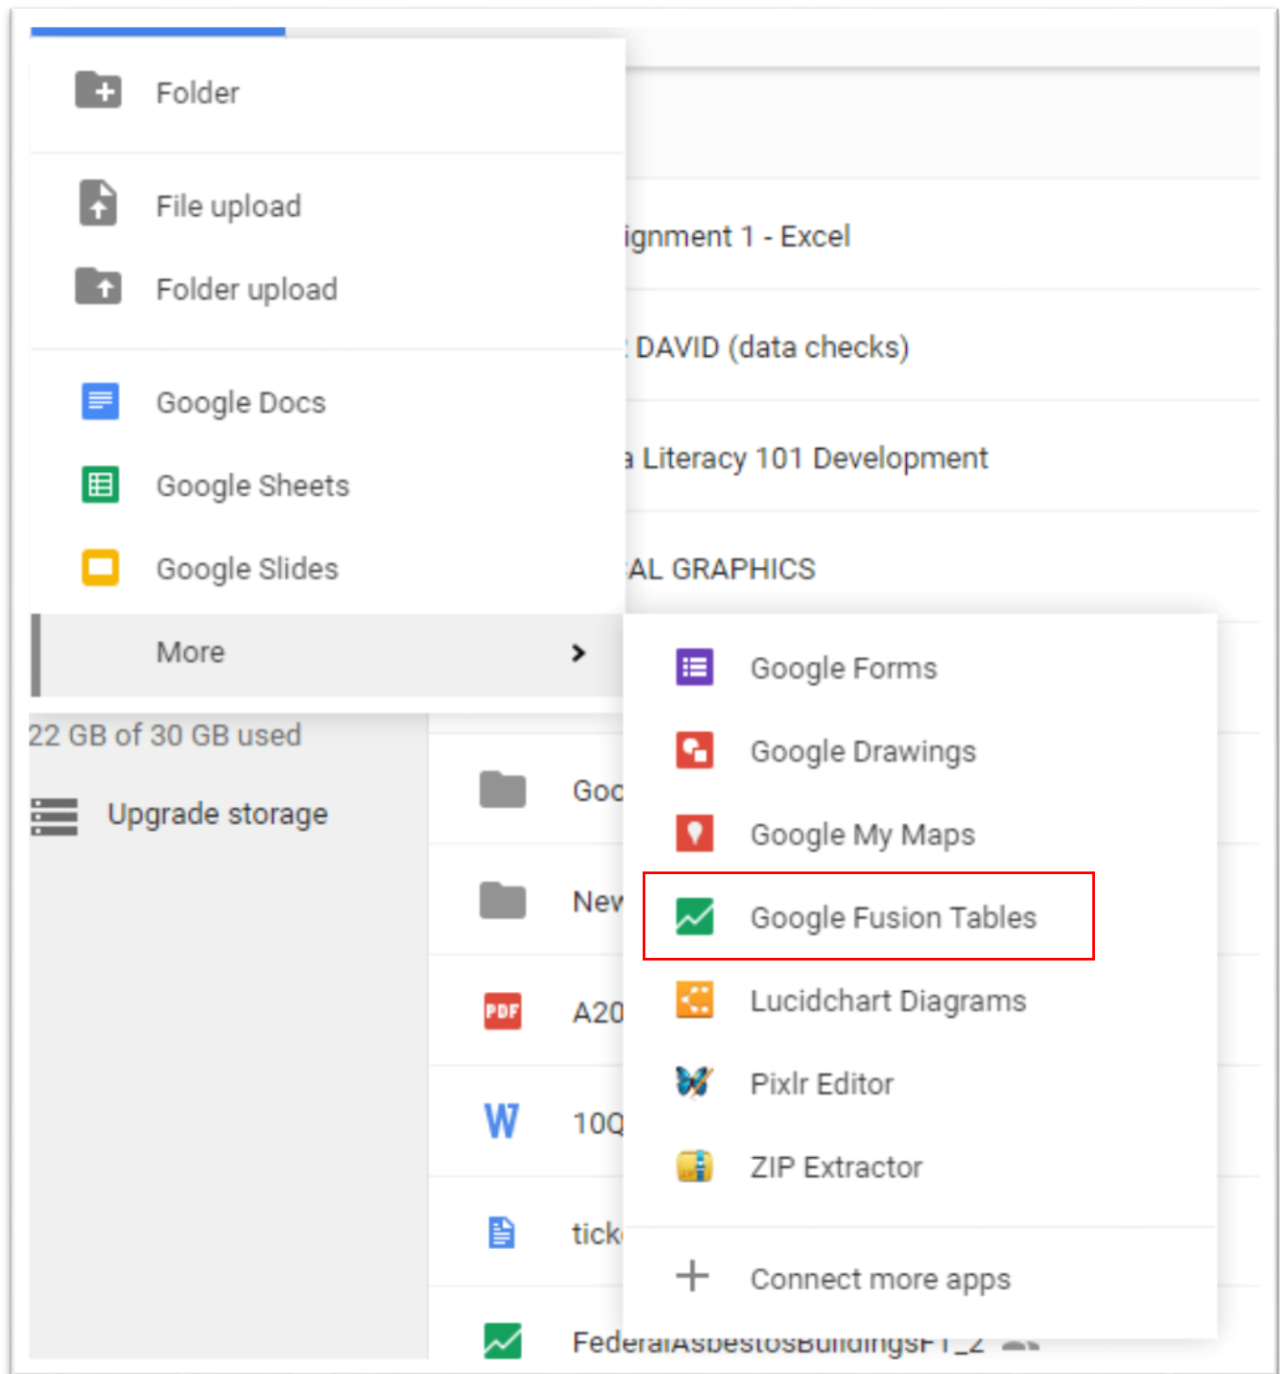 Folder
File upload
Folder upload
Google Docs
Google Sheets
Google Slides
More
22 GB of 30 GB used
Upgrade storage
ignment 1 - Excel
DAVID (data checks)
a Literacy 101 Development
CAL GRAPHICS
Goo
New
PDF A20
W 10Q
tick
FederalAsbestosBuildingsFT_2
Google Forms
Google Drawings
Google My Maps
Google Fusion Tables
Lucidchart Diagrams
Pixlr Editor
ZIP Extractor
Connect more apps